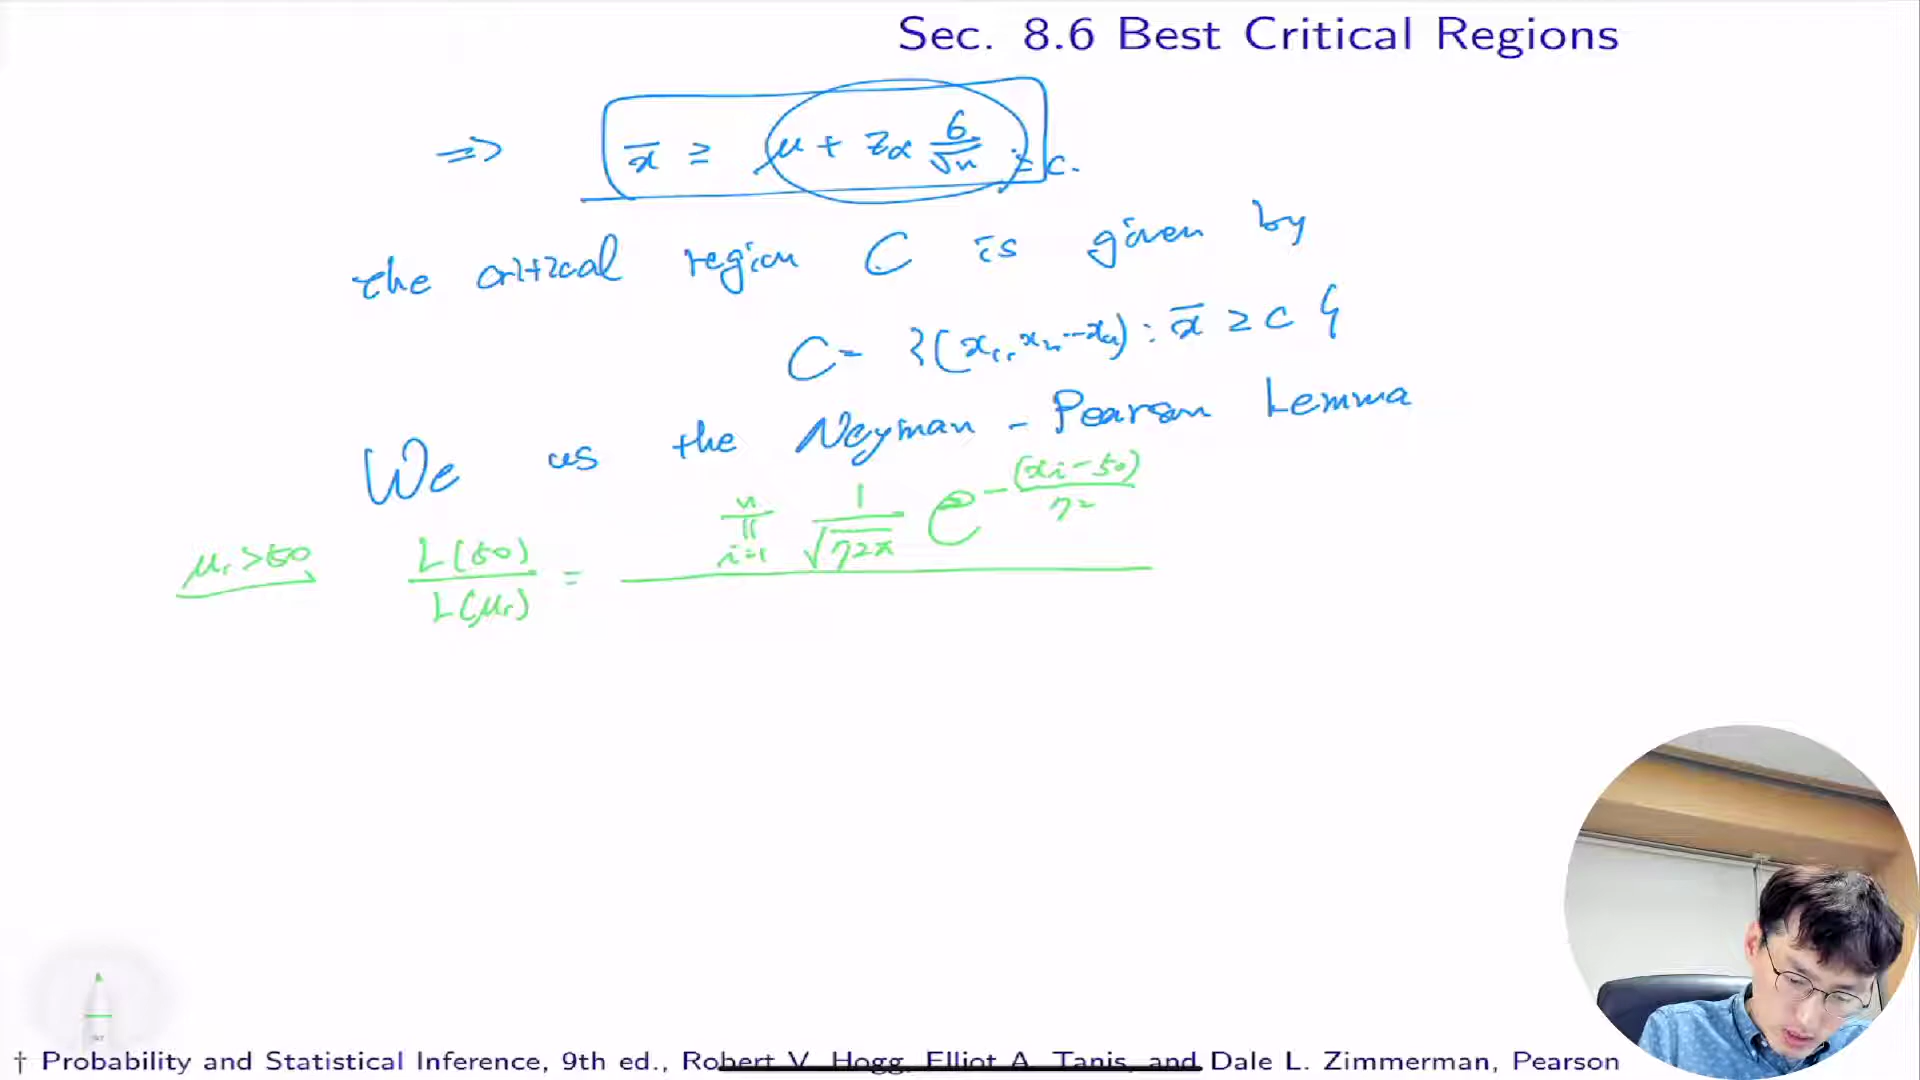 Sec. 8.6 Best Critical Regions
⇒ x̄ ≥ μ + zα 6/√n = c.
the critical region C is given by
C = {(x₁, x₂, ⋯xₙ) : x̄ ≥ c}
We us the Neyman - Pearson Lemma
μ₁>50 L(50)/L(μ₁) = ∏ᵢ₌₁ⁿ 1/√72π e^-(xi-50)/72
† Probability and Statistical Inference, 9th ed., Robert V. Hogg, Elliot A. Tanis, and Dale L. Zimmerman, Pearson